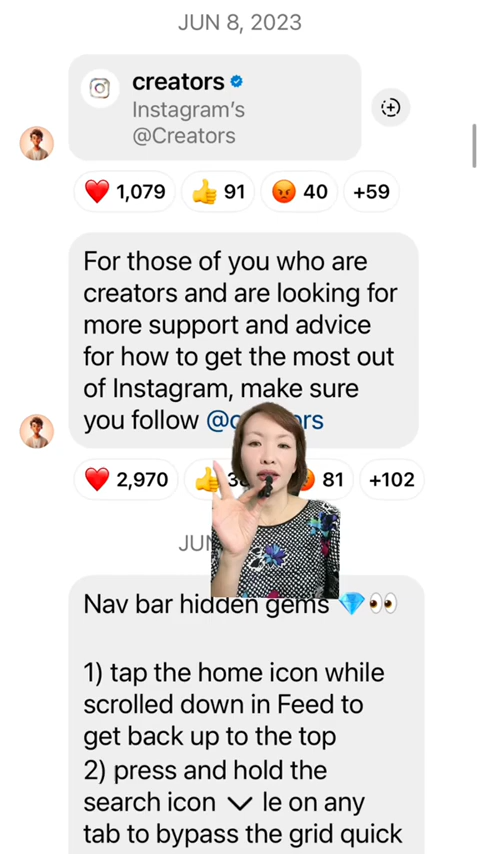 JUN 8, 2023
creators
Instagram's
@Creators
❤️ 1,079 👍 91 😡 40 +59
For those of you who are
creators and are looking for
more support and advice
for how to get the most out
of Instagram, make sure
you follow
❤️ 2,970 👍 81 +102
Nav bar hidden gems 💎👀
1) tap the home icon while
scrolled down in Feed to
get back up to the top
2) press and hold the
search icon le on any
tab to bypass the grid quick